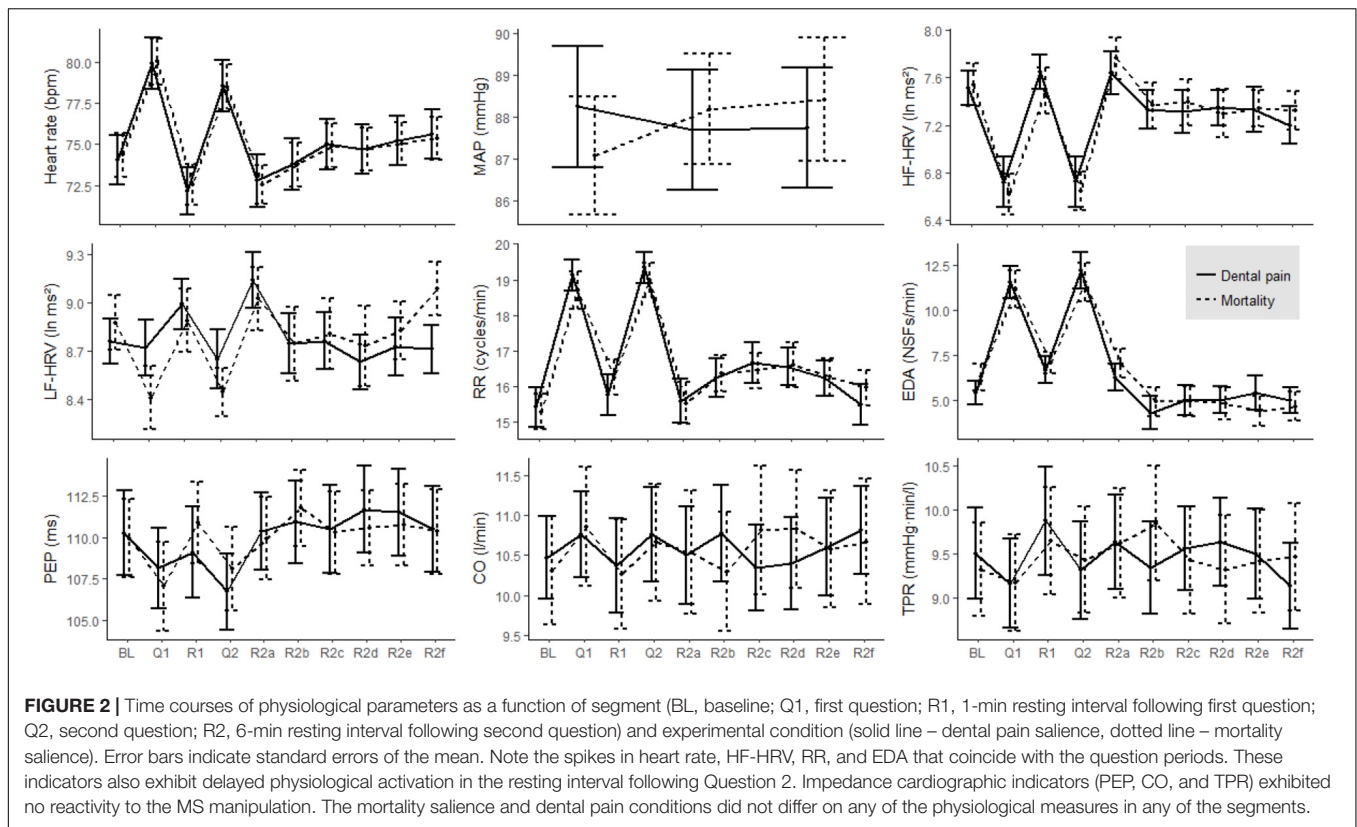 Heart rate (bpm)
80.0
77.5
75.0
72.5
MAP (mmHg)
90
89
88
87
86
HF-HRV (ln ms²)
8.0
7.6
7.2
6.8
6.4
LF-HRV (ln ms²)
9.3
9.0
8.7
8.4
RR (cycles/min)
20
19
18
17
16
15
EDA (NSFs/min)
12.5
10.0
7.5
5.0
Dental pain
Mortality
PEP (ms)
112.5
110.0
107.5
105.0
BL Q1 R1 Q2 R2a R2b R2c R2d R2e R2f
CO (l/min)
11.5
11.0
10.5
10.0
9.5
BL Q1 R1 Q2 R2a R2b R2c R2d R2e R2f
TPR (mmHg·min/l)
10.5
10.0
9.5
9.0
BL Q1 R1 Q2 R2a R2b R2c R2d R2e R2f
FIGURE 2 | Time courses of physiological parameters as a function of segment (BL, baseline; Q1, first question; R1, 1-min resting interval following first question;
Q2, second question; R2, 6-min resting interval following second question) and experimental condition (solid line – dental pain salience, dotted line – mortality
salience). Error bars indicate standard errors of the mean. Note the spikes in heart rate, HF-HRV, RR, and EDA that coincide with the question periods. These
indicators also exhibit delayed physiological activation in the resting interval following Question 2. Impedance cardiographic indicators (PEP, CO, and TPR) exhibited
no reactivity to the MS manipulation. The mortality salience and dental pain conditions did not differ on any of the physiological measures in any of the segments.